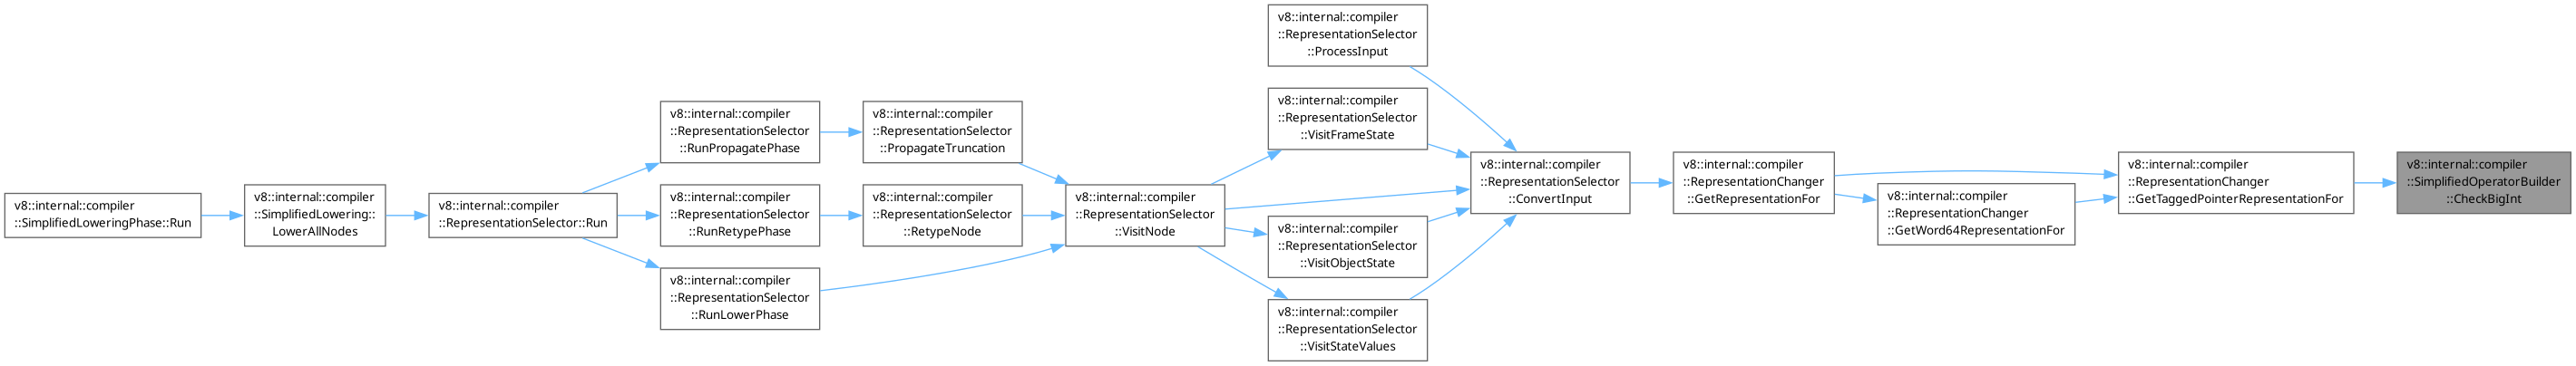 v8::internal::compiler
::SimplifiedLoweringPhase::Run
v8::internal::compiler
::SimplifiedLowering::
LowerAllNodes
v8::internal::compiler
::RepresentationSelector::Run
v8::internal::compiler
::RepresentationSelector
::RunPropagatePhase
v8::internal::compiler
::RepresentationSelector
::RunRetypePhase
v8::internal::compiler
::RepresentationSelector
::RunLowerPhase
v8::internal::compiler
::RepresentationSelector
::PropagateTruncation
v8::internal::compiler
::RepresentationSelector
::RetypeNode
v8::internal::compiler
::RepresentationSelector
::VisitNode
v8::internal::compiler
::RepresentationSelector
::ProcessInput
v8::internal::compiler
::RepresentationSelector
::VisitFrameState
v8::internal::compiler
::RepresentationSelector
::VisitObjectState
v8::internal::compiler
::RepresentationSelector
::VisitStateValues
v8::internal::compiler
::RepresentationSelector
::ConvertInput
v8::internal::compiler
::RepresentationChanger
::GetRepresentationFor
v8::internal::compiler
::RepresentationChanger
::GetWord64RepresentationFor
v8::internal::compiler
::RepresentationChanger
::GetTaggedPointerRepresentationFor
v8::internal::compiler
::SimplifiedOperatorBuilder
::CheckBigInt